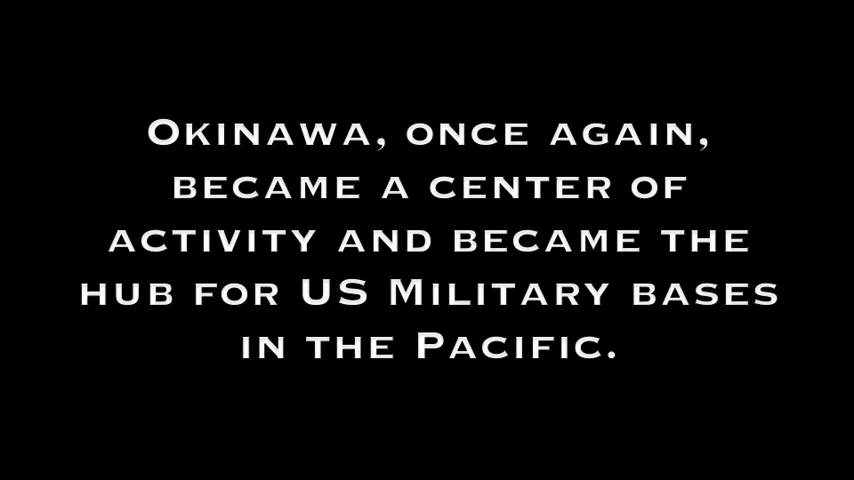 Okinawa, once again,
became a center of
activity and became the
hub for US Military bases
in the Pacific.